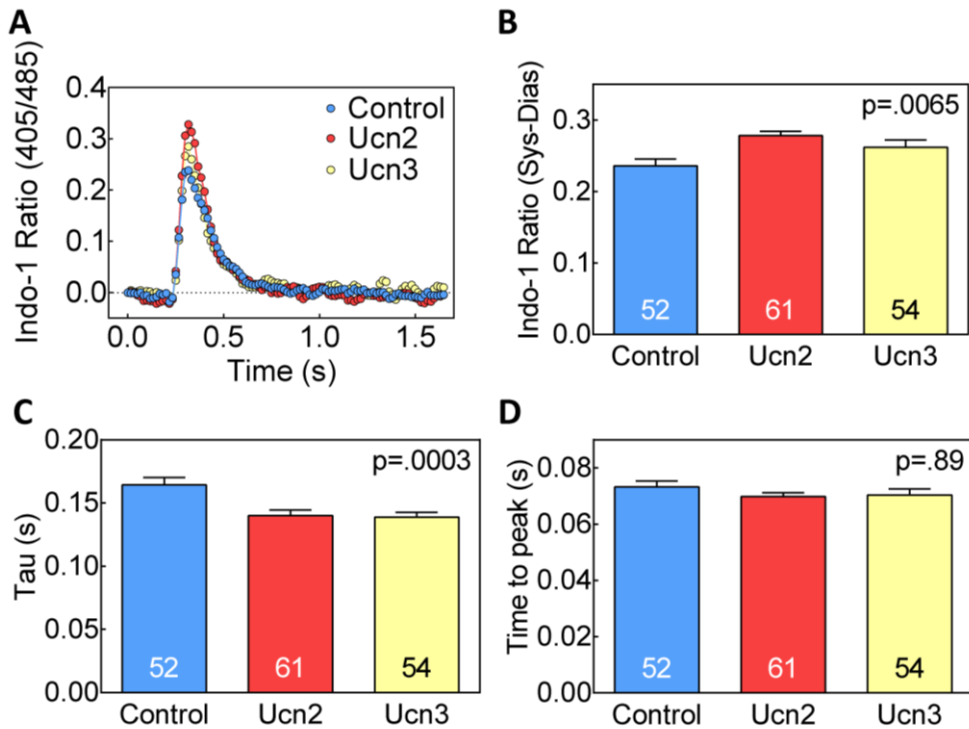 A
Indo-1 Ratio (405/485)
0.4
0.3
0.2
0.1
0.0
Control
Ucn2
Ucn3
0.0 0.5 1.0 1.5
Time (s)
B
Indo-1 Ratio (Sys-Dias)
p=.0065
0.3
0.2
0.1
0.0
52 61 54
Control Ucn2 Ucn3
C
Tau (s)
p=.0003
0.20
0.15
0.10
0.05
0.00
52 61 54
Control Ucn2 Ucn3
D
Time to peak (s)
p=.89
0.08
0.06
0.04
0.02
0.00
52 61 54
Control Ucn2 Ucn3